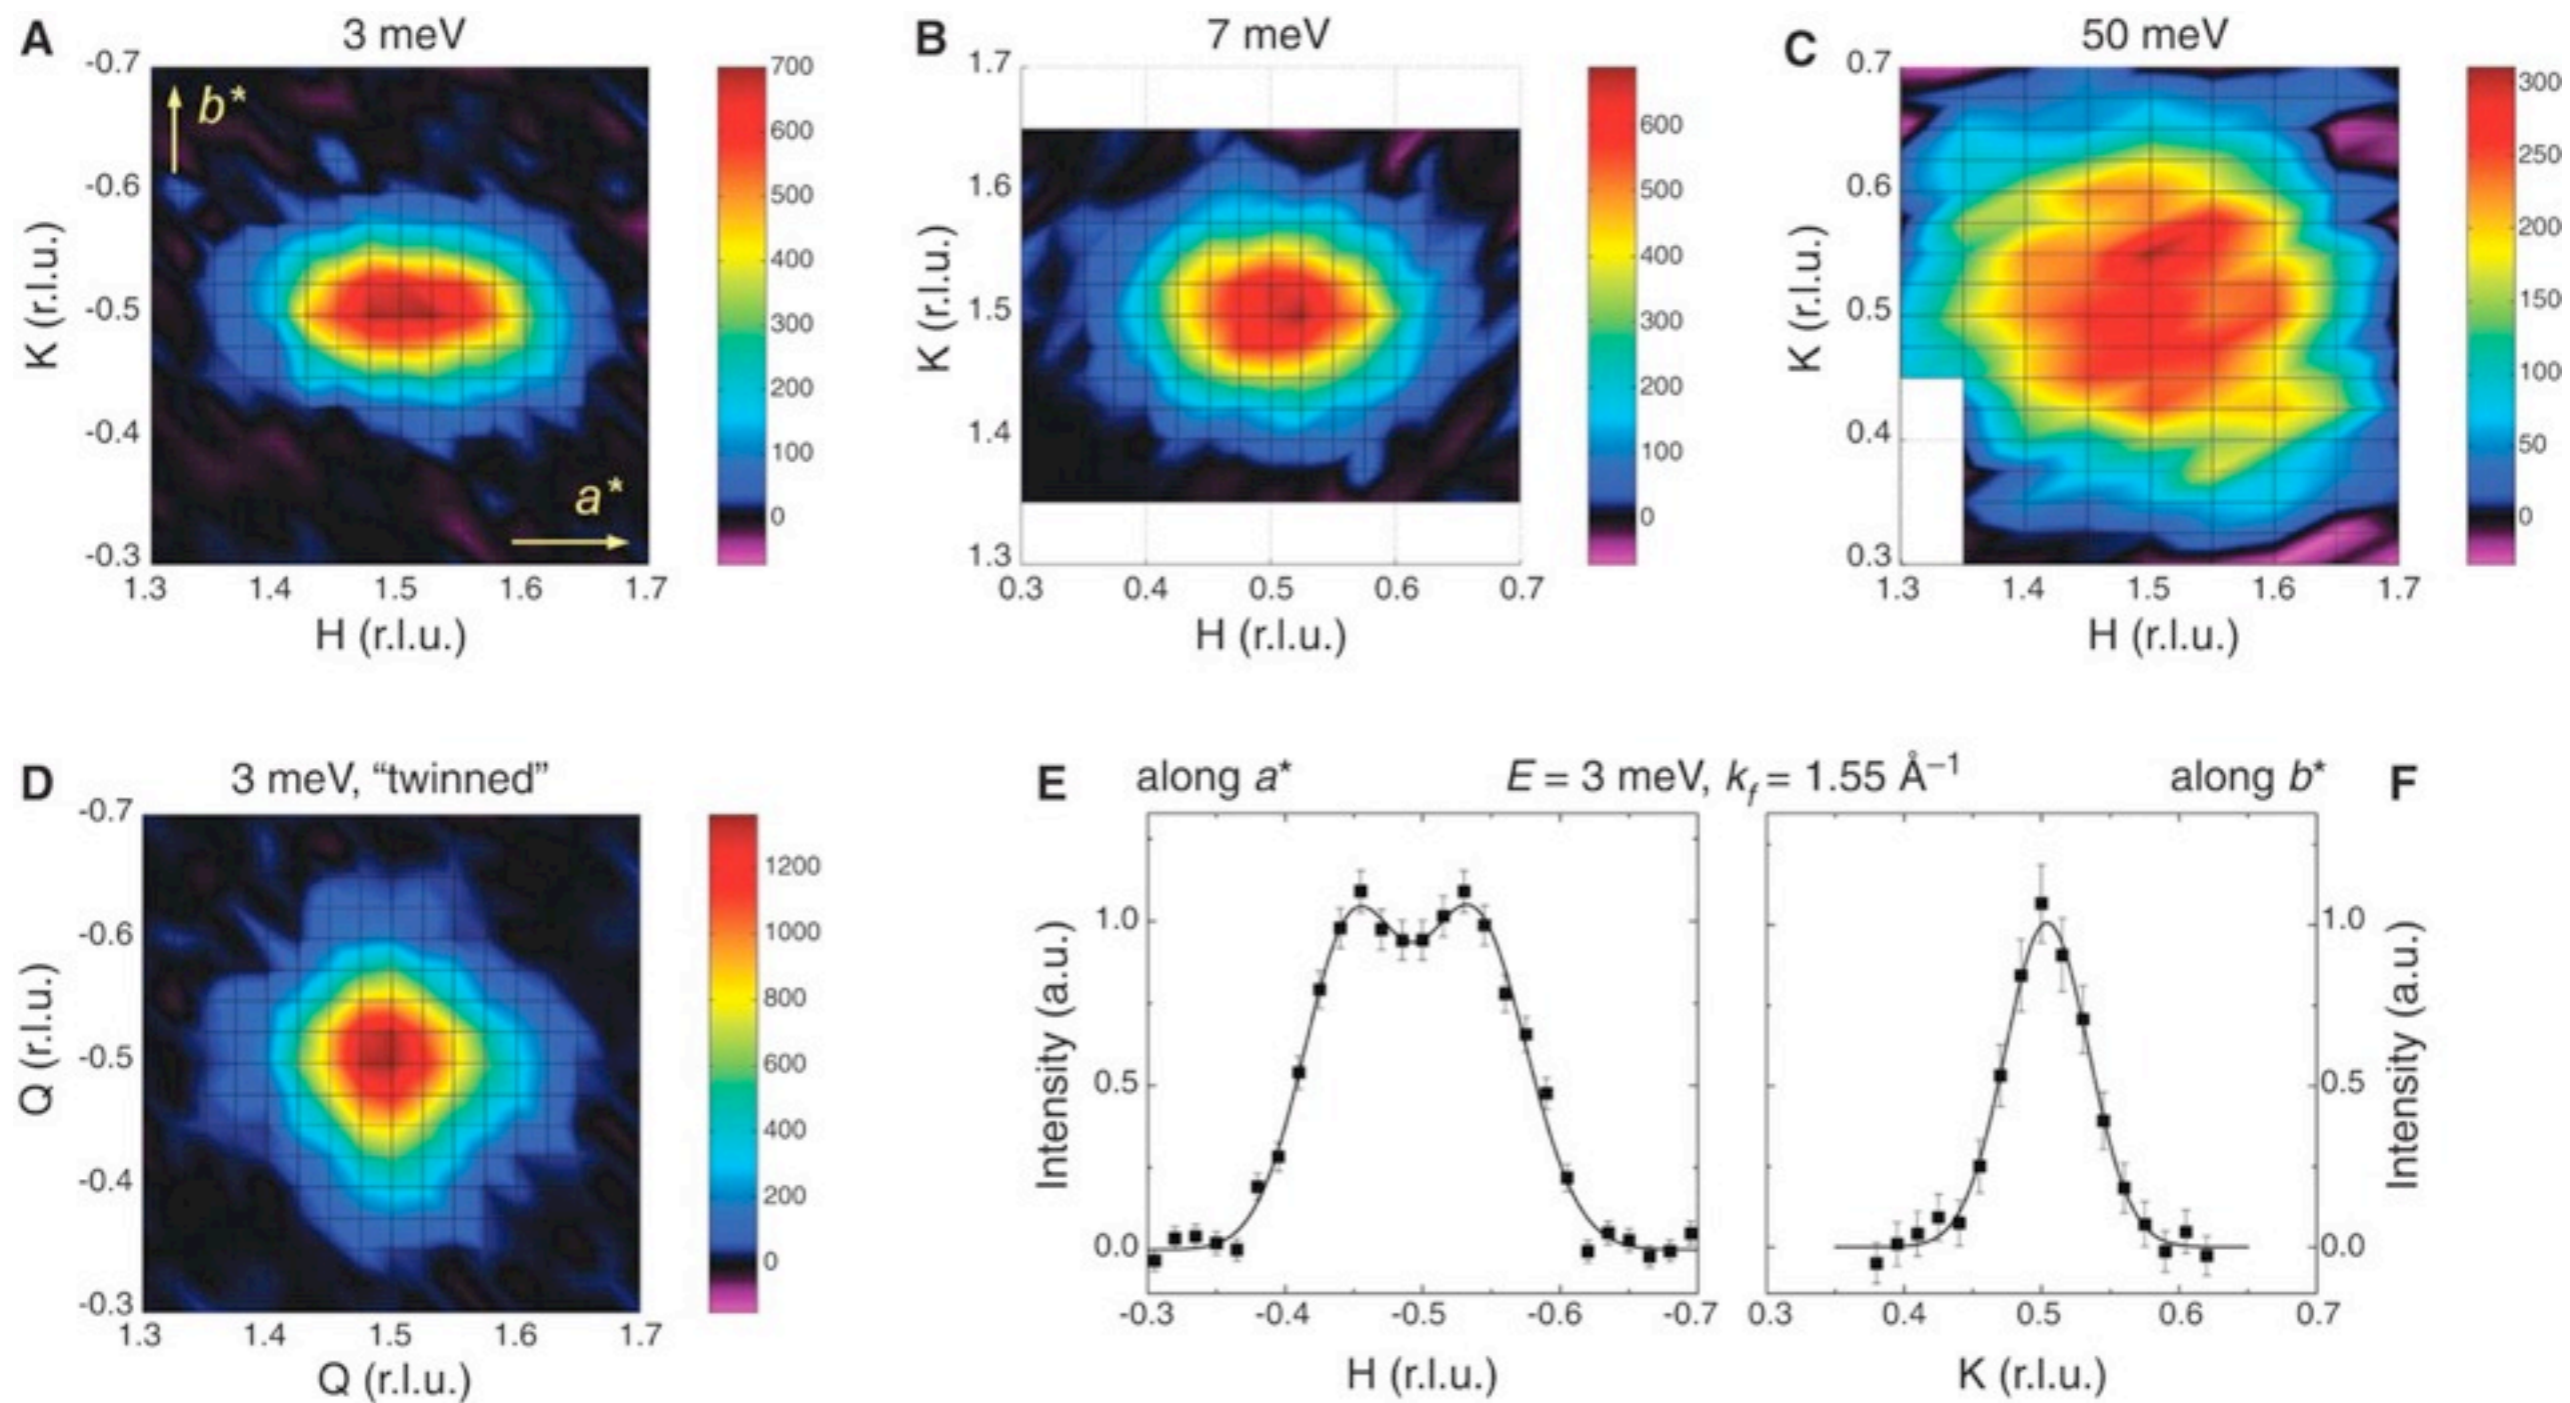 A
3 meV
-0.7
-0.6
-0.5
-0.4
-0.3
K (r.l.u.)
b*
a*
1.3 1.4 1.5 1.6 1.7
H (r.l.u.)
700
600
500
400
300
200
100
0
B
7 meV
1.7
1.6
1.5
1.4
1.3
K (r.l.u.)
0.3 0.4 0.5 0.6 0.7
H (r.l.u.)
600
500
400
300
200
100
0
C
50 meV
0.7
0.6
0.5
0.4
0.3
K (r.l.u.)
1.3 1.4 1.5 1.6 1.7
H (r.l.u.)
300
250
200
150
100
50
0
D
3 meV, “twinned”
-0.7
-0.6
-0.5
-0.4
-0.3
Q (r.l.u.)
1.3 1.4 1.5 1.6 1.7
Q (r.l.u.)
1200
1000
800
600
400
200
0
E along a* E = 3 meV, kf = 1.55 Å–1 along b* F
Intensity (a.u.)
1.0
0.5
0.0
-0.3 -0.4 -0.5 -0.6 -0.7
H (r.l.u.)
1.0
0.5
0.0
Intensity (a.u.)
0.3 0.4 0.5 0.6 0.7
K (r.l.u.)